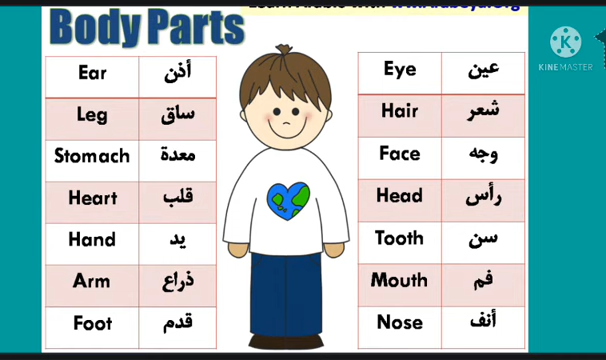 Body Parts
Ear أذن
Leg ساق
Stomach معدة
Heart قلب
Hand يد
Arm ذراع
Foot قدم
Eye عين
Hair شعر
Face وجه
Head رأس
Tooth سن
Mouth فم
Nose أنف
KINEMASTER